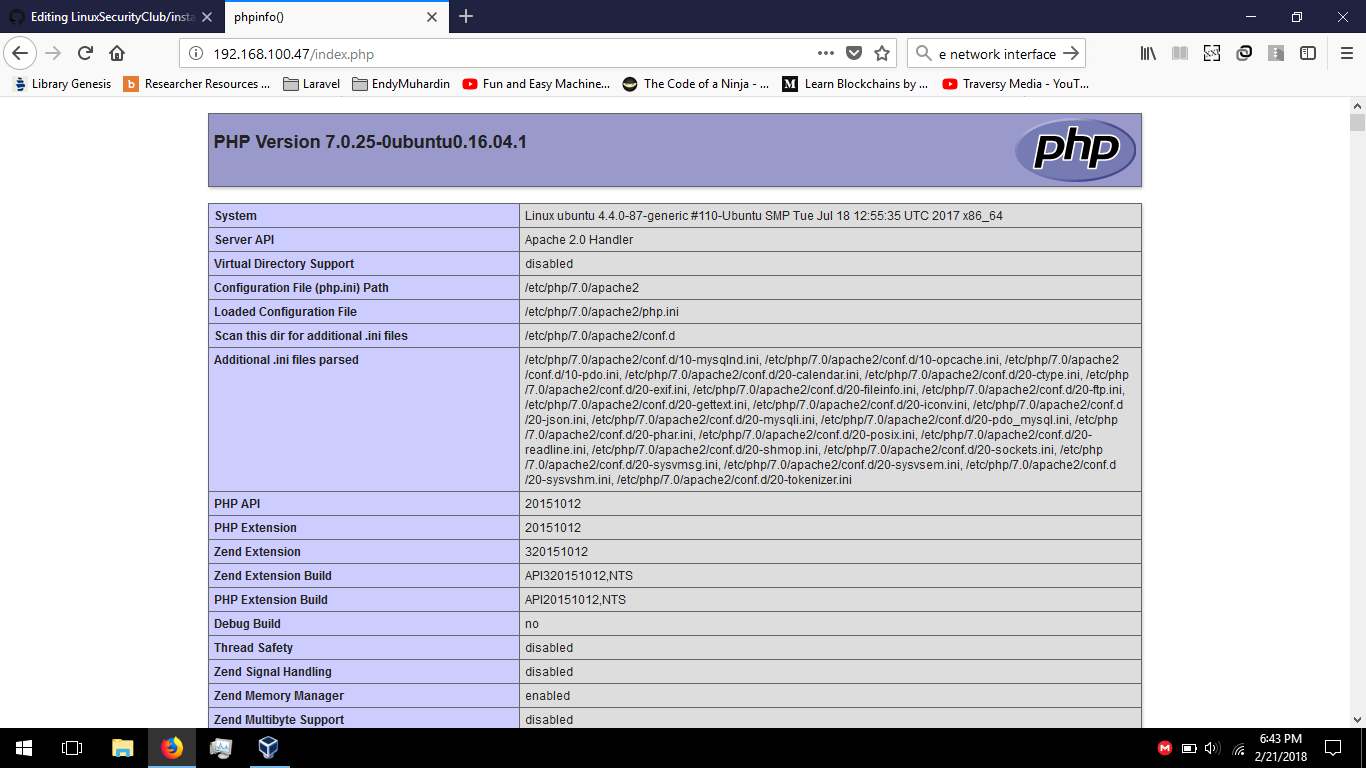 Editing LinuxSecurityClub/insta
phpinfo()
192.168.100.47/index.php
e network interface
Library Genesis
Researcher Resources ...
Laravel
EndyMuhardin
Fun and Easy Machine...
The Code of a Ninja - ...
Learn Blockchains by ...
Traversy Media - YouT...
PHP Version 7.0.25-0ubuntu0.16.04.1
php
System Linux ubuntu 4.4.0-87-generic #110-Ubuntu SMP Tue Jul 18 12:55:35 UTC 2017 x86_64
Server API Apache 2.0 Handler
Virtual Directory Support disabled
Configuration File (php.ini) Path /etc/php/7.0/apache2
Loaded Configuration File /etc/php/7.0/apache2/php.ini
Scan this dir for additional .ini files /etc/php/7.0/apache2/conf.d
Additional .ini files parsed /etc/php/7.0/apache2/conf.d/10-mysqlnd.ini, /etc/php/7.0/apache2/conf.d/10-opcache.ini, /etc/php/7.0/apache2
/conf.d/10-pdo.ini, /etc/php/7.0/apache2/conf.d/20-calendar.ini, /etc/php/7.0/apache2/conf.d/20-ctype.ini, /etc/php
/7.0/apache2/conf.d/20-exif.ini, /etc/php/7.0/apache2/conf.d/20-fileinfo.ini, /etc/php/7.0/apache2/conf.d/20-ftp.ini,
/etc/php/7.0/apache2/conf.d/20-gettext.ini, /etc/php/7.0/apache2/conf.d/20-iconv.ini, /etc/php/7.0/apache2/conf.d
/20-json.ini, /etc/php/7.0/apache2/conf.d/20-mysqli.ini, /etc/php/7.0/apache2/conf.d/20-pdo_mysql.ini, /etc/php
/7.0/apache2/conf.d/20-phar.ini, /etc/php/7.0/apache2/conf.d/20-posix.ini, /etc/php/7.0/apache2/conf.d/20-
readline.ini, /etc/php/7.0/apache2/conf.d/20-shmop.ini, /etc/php/7.0/apache2/conf.d/20-sockets.ini, /etc/php
/7.0/apache2/conf.d/20-sysvmsg.ini, /etc/php/7.0/apache2/conf.d/20-sysvsem.ini, /etc/php/7.0/apache2/conf.d
/20-sysvshm.ini, /etc/php/7.0/apache2/conf.d/20-tokenizer.ini
PHP API 20151012
PHP Extension 20151012
Zend Extension 320151012
Zend Extension Build API320151012,NTS
PHP Extension Build API20151012,NTS
Debug Build no
Thread Safety disabled
Zend Signal Handling disabled
Zend Memory Manager enabled
Zend Multibyte Support disabled
6:43 PM
2/21/2018